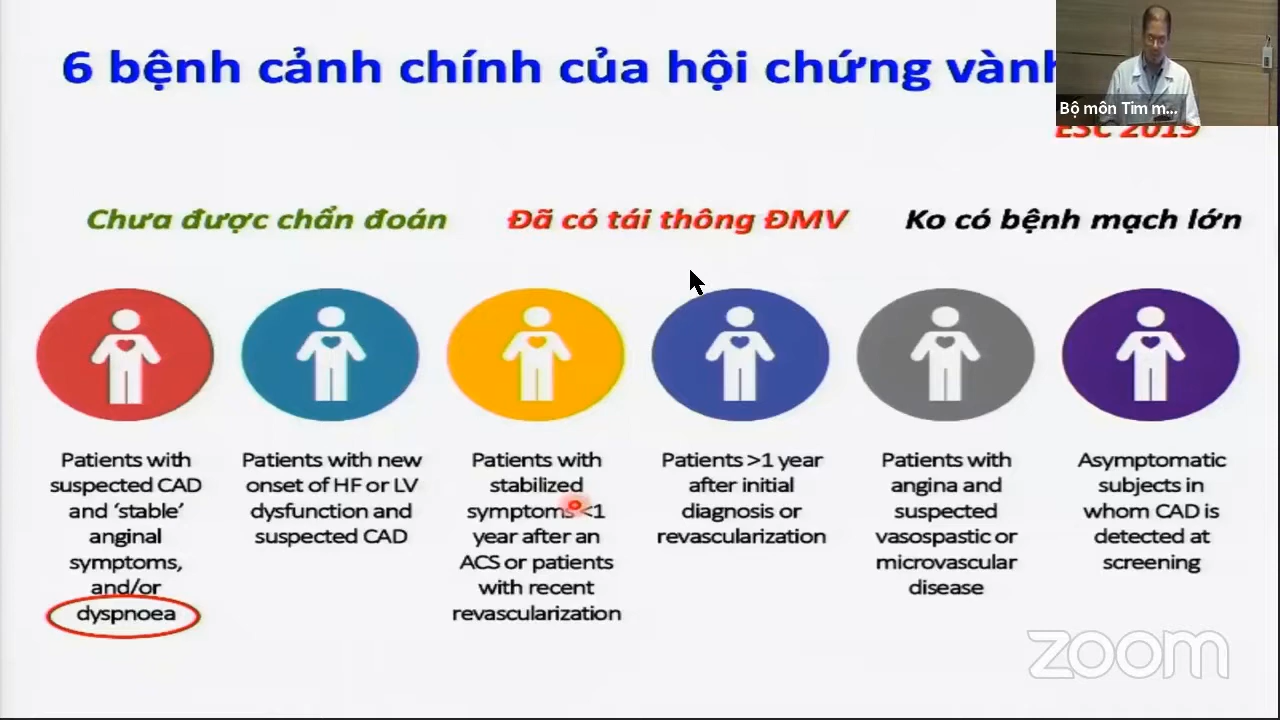 6 bệnh cảnh chính của hội chứng vành
Bộ môn Tim m...
ESC 2019
Chưa được chẩn đoán
Đã có tái thông ĐMV
Ko có bệnh mạch lớn
Patients with
suspected CAD
and ‘stable’
anginal
symptoms,
and/or
dyspnoea
Patients with new
onset of HF or LV
dysfunction and
suspected CAD
Patients with
stabilized
symptoms <1
year after an
ACS or patients
with recent
revascularization
Patients >1 year
after initial
diagnosis or
revascularization
Patients with
angina and
suspected
vasospastic or
microvascular
disease
Asymptomatic
subjects in
whom CAD is
detected at
screening
zoom